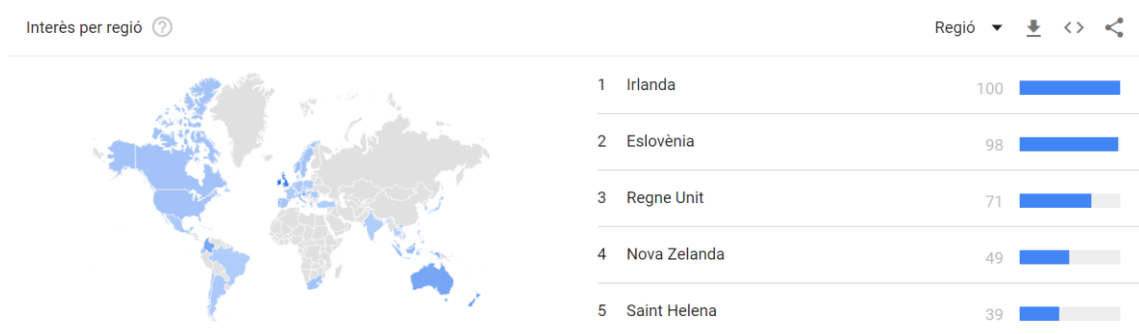 Interès per regió ?
Regió
1 Irlanda 100
2 Eslovènia 98
3 Regne Unit 71
4 Nova Zelanda 49
5 Saint Helena 39